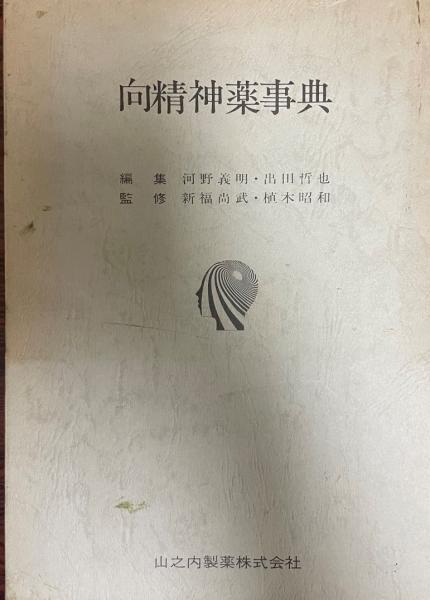 向精神薬事典
編集 河野義明・出田哲也
監修 新福尚武・植木昭和
山之内製薬株式会社